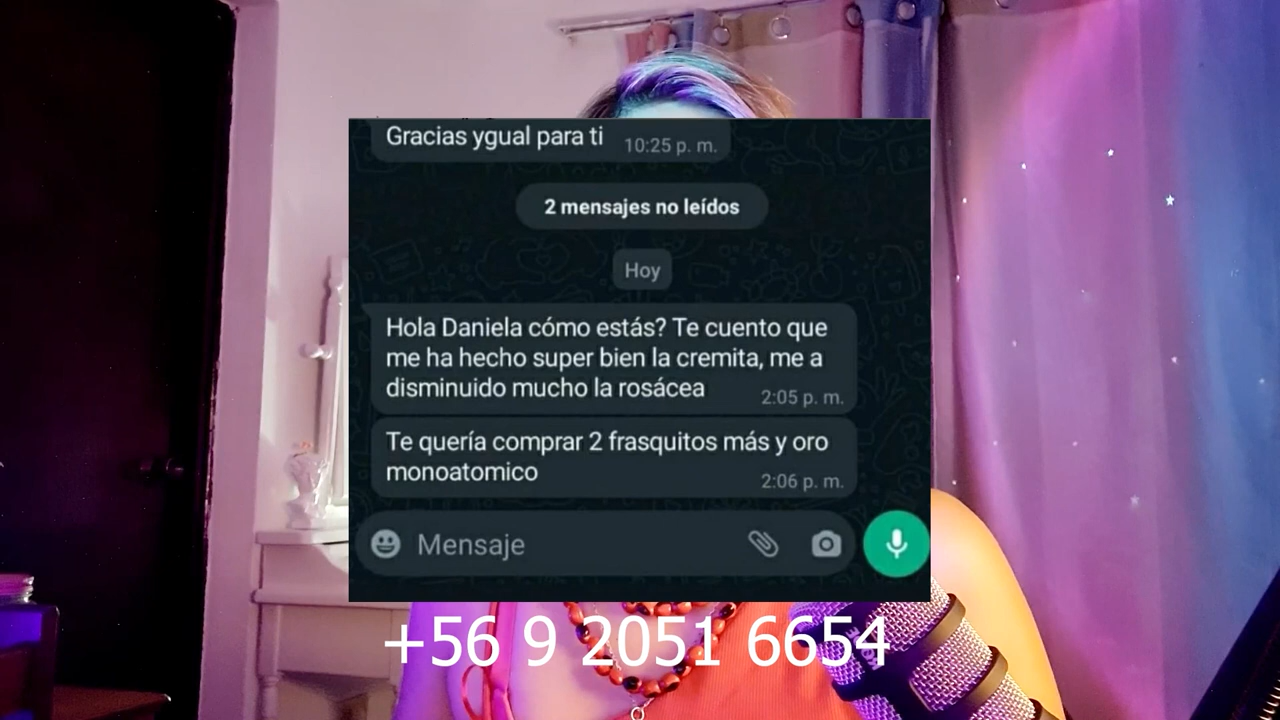 Gracias ygual para ti 10:25 p. m.
2 mensajes no leídos
Hoy
Hola Daniela cómo estás? Te cuento que
me ha hecho super bien la cremita, me a
disminuido mucho la rosácea 2:05 p. m.
Te quería comprar 2 frasquitos más y oro
monoatomico 2:06 p. m.
Mensaje
+56 9 2051 6654